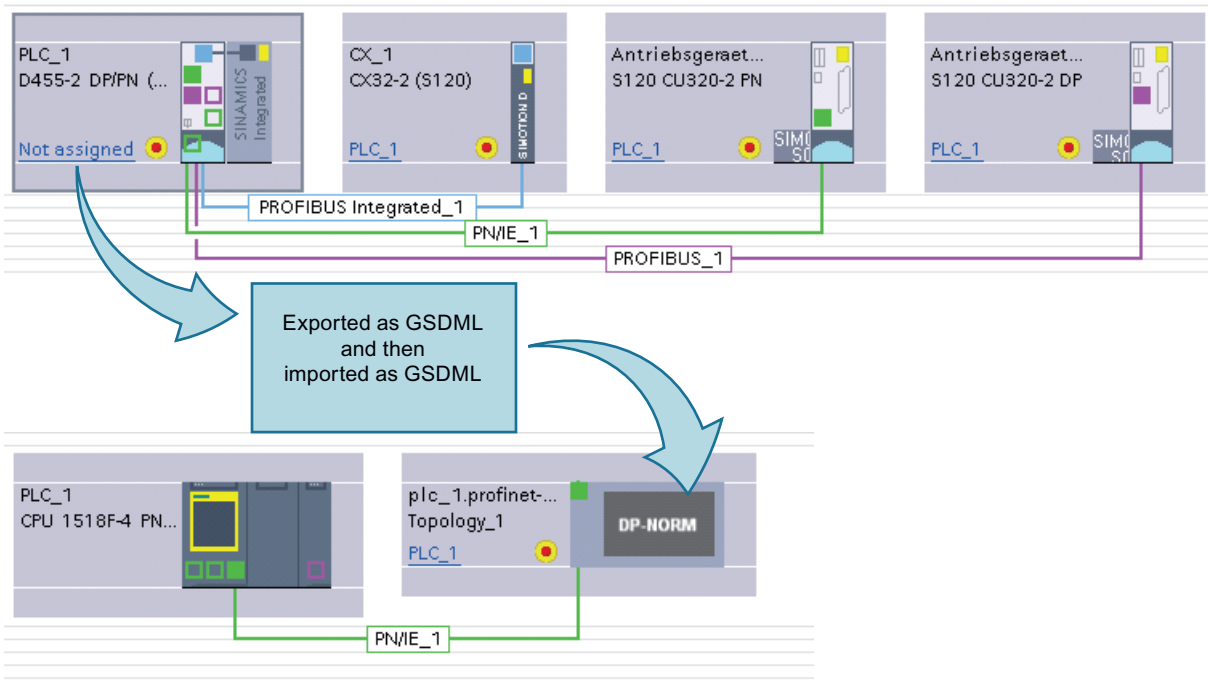 PLC_1
D455-2 DP/PN (...
Not assigned
SINAMICS
Integrated
CX_1
CX32-2 (S120)
PLC_1
SIMOTION D
Antriebsgeraet...
S120 CU320-2 PN
PLC_1
Antriebsgeraet...
S120 CU320-2 DP
PLC_1
PROFIBUS Integrated_1
PN/IE_1
PROFIBUS_1
Exported as GSDML
and then
imported as GSDML
PLC_1
CPU 1518F-4 PN...
plc_1.profinet-...
Topology_1
PLC_1
DP-NORM
PN/IE_1